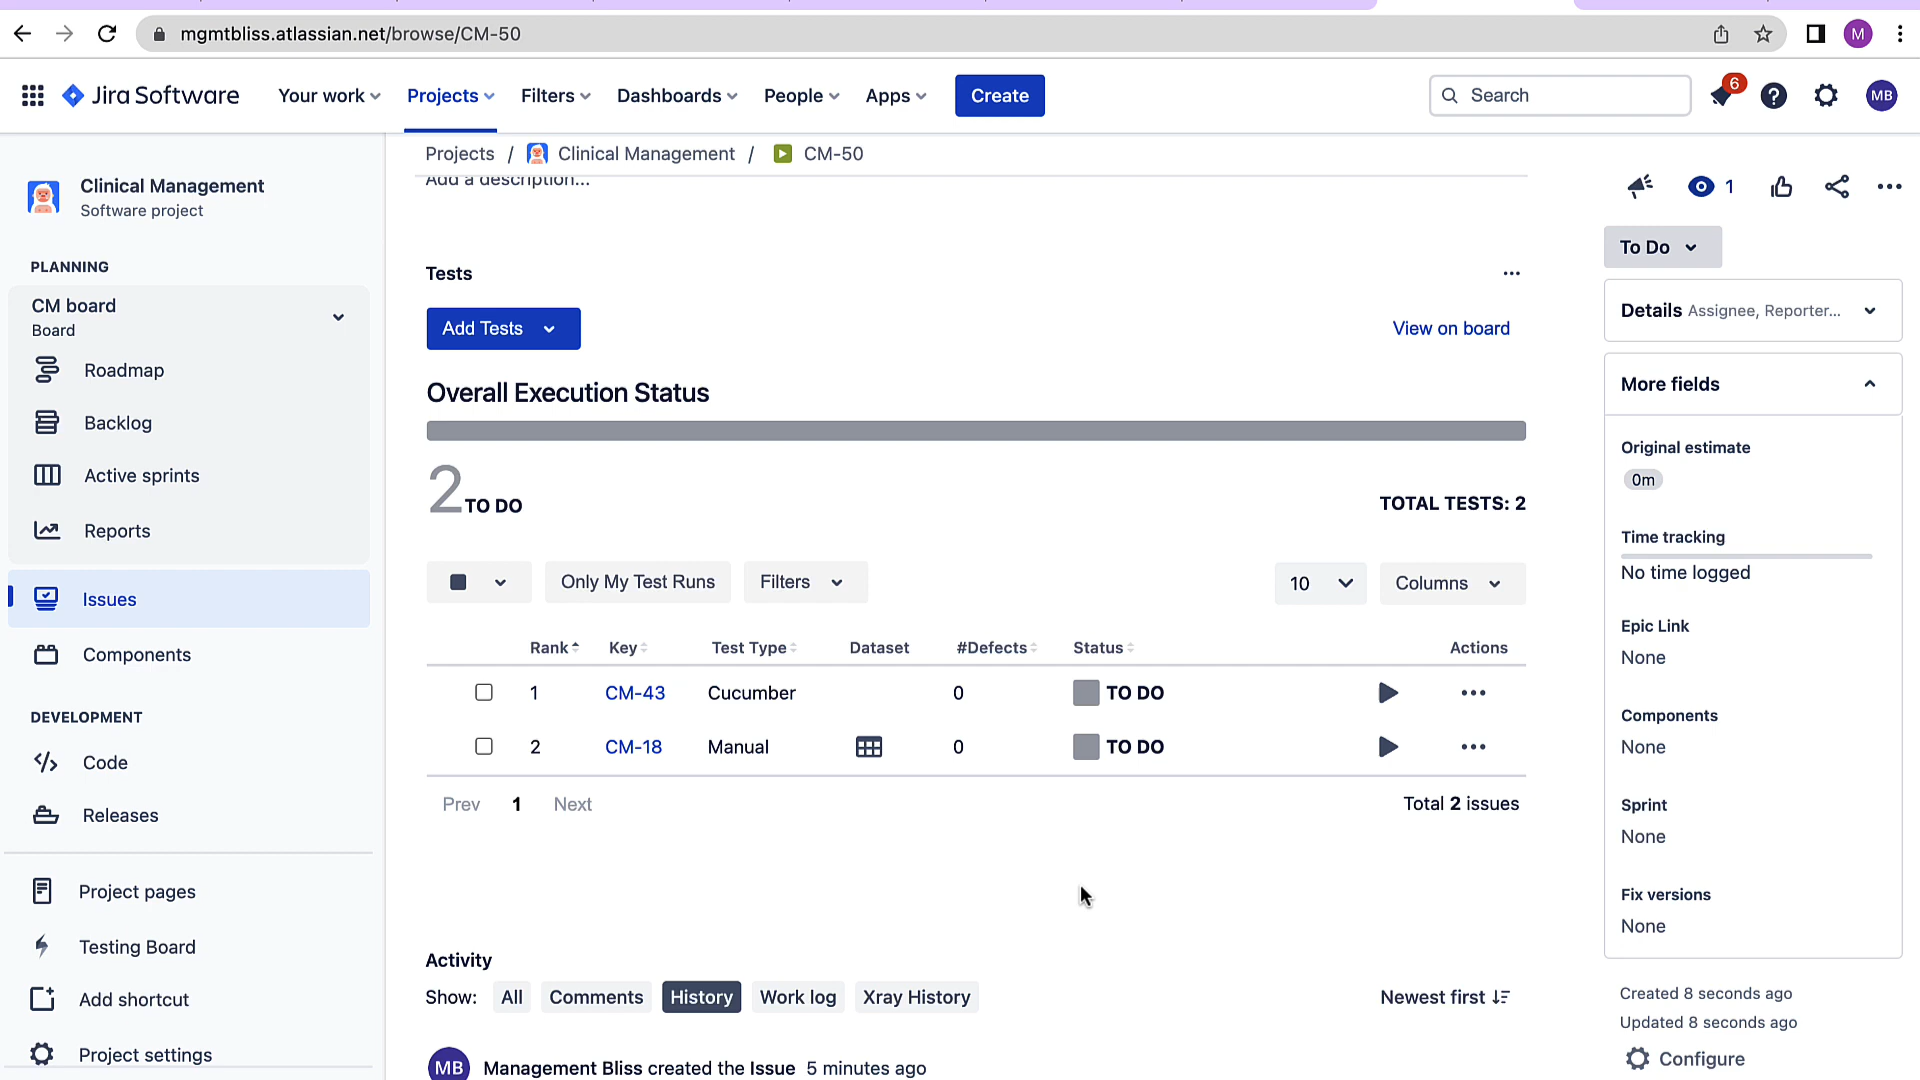 mgmtbliss.atlassian.net/browse/CM-50
M
Jira Software
Your work
Projects
Filters
Dashboards
People
Apps
Create
Search
6
MB
Clinical Management
Software project
PLANNING
CM board
Board
Roadmap
Backlog
Active sprints
Reports
Issues
Components
DEVELOPMENT
Code
Releases
Project pages
Testing Board
Add shortcut
Project settings
Projects / Clinical Management / CM-50
Add a description...
Tests
Add Tests
View on board
Overall Execution Status
2 TO DO
TOTAL TESTS: 2
Only My Test Runs
Filters
10
Columns
Rank Key Test Type Dataset #Defects Status Actions
1 CM-43 Cucumber 0 TO DO
2 CM-18 Manual 0 TO DO
Prev 1 Next
Total 2 issues
Activity
Show: All Comments History Work log Xray History
Newest first
MB Management Bliss created the Issue 5 minutes ago
1
To Do
Details Assignee, Reporter...
More fields
Original estimate
0m
Time tracking
No time logged
Epic Link
None
Components
None
Sprint
None
Fix versions
None
Created 8 seconds ago
Updated 8 seconds ago
Configure